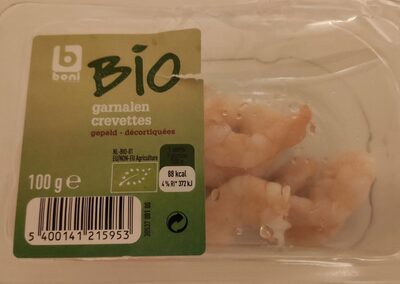 b
boni
BIO
garnalen
crevettes
gepeld - décortiquées
NL-BIO-01
EU/NON-EU Agriculture
88 kcal
4% RI* 372 kJ
100 g ℮
5 400141 215953